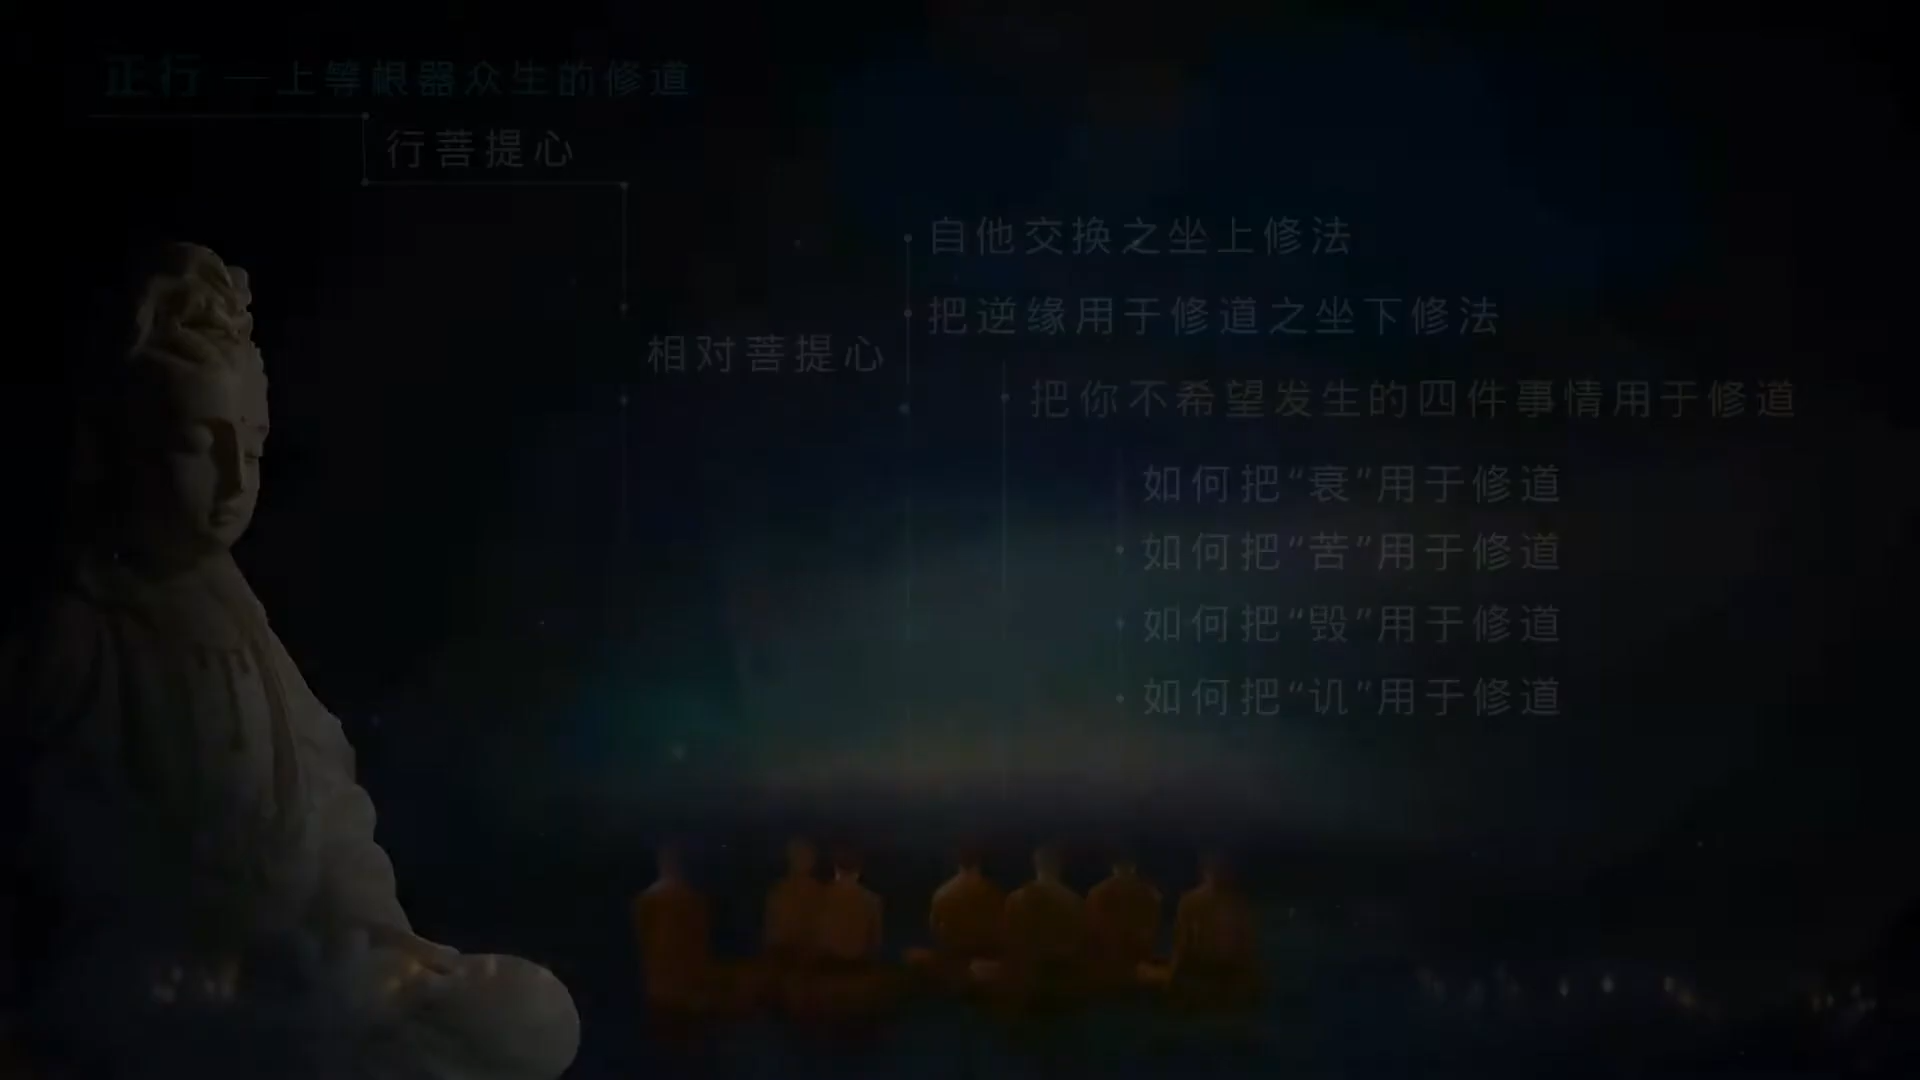 正行 — 上等根器众生的修道
行菩提心
自他交换之坐上修法
把逆缘用于修道之坐下修法
相对菩提心
把你不希望发生的四件事情用于修道
如何把“衰”用于修道
如何把“苦”用于修道
如何把“毁”用于修道
如何把“讥”用于修道